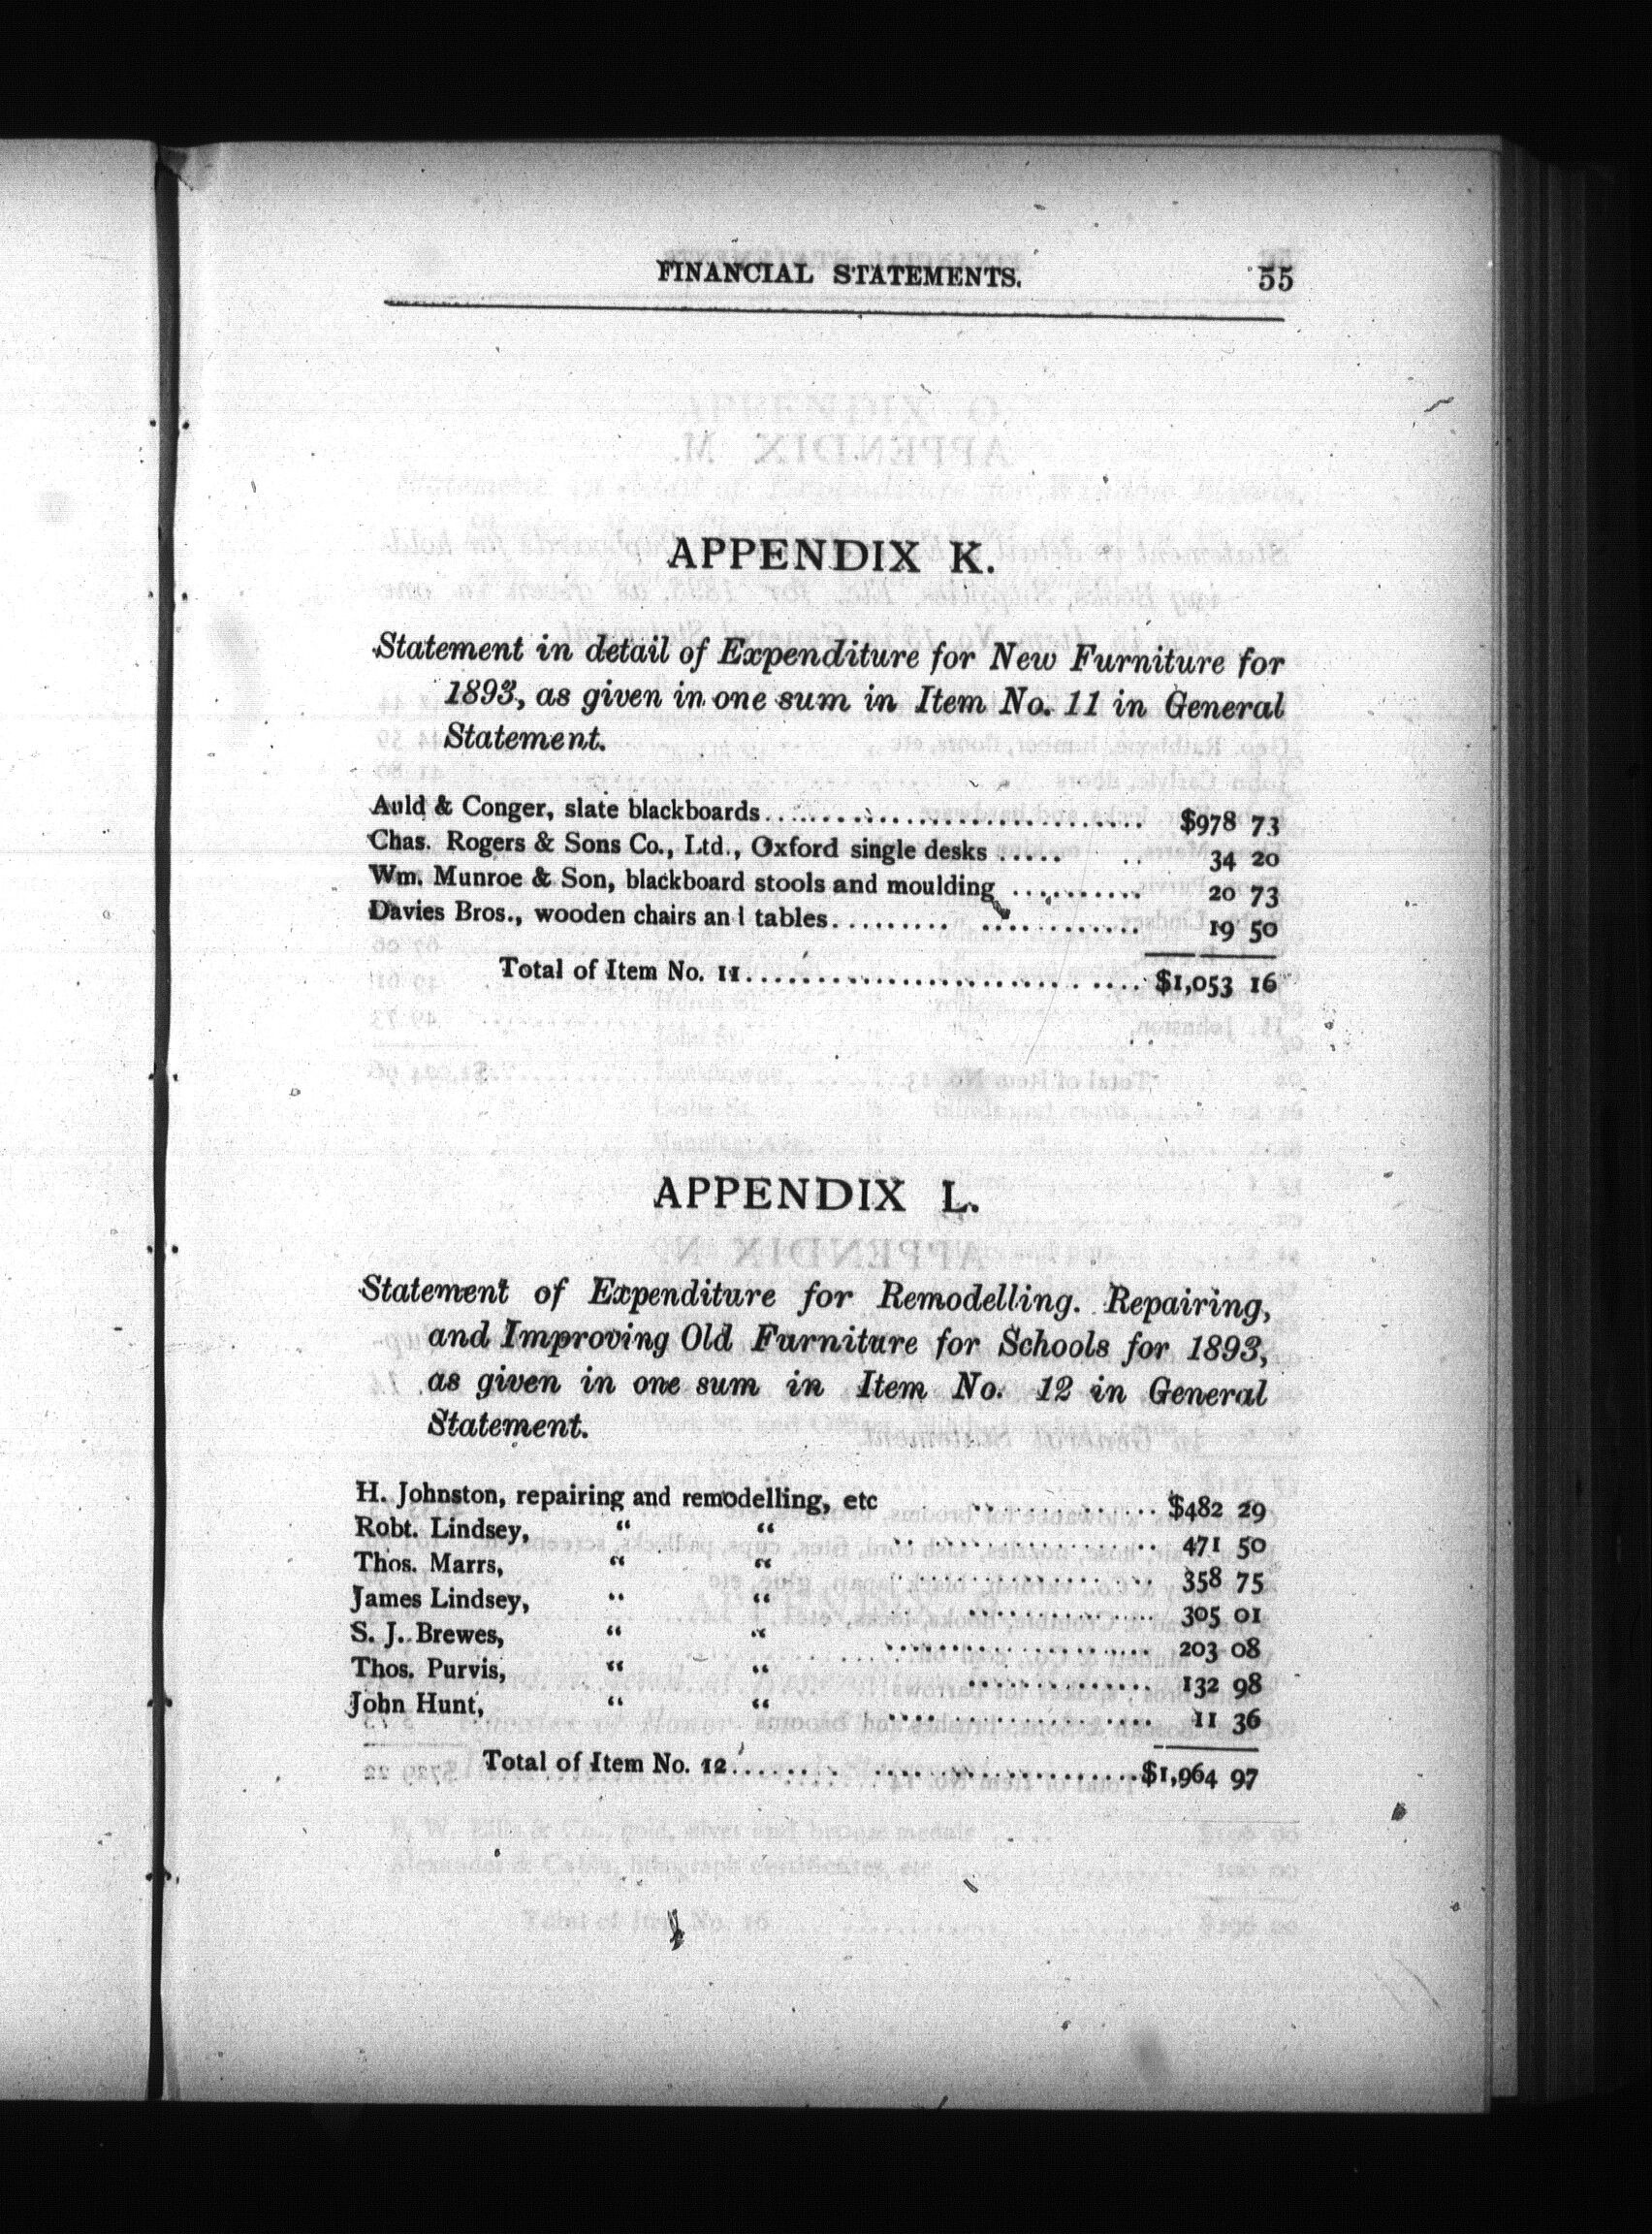 FINANCIAL STATEMENTS. 55
APPENDIX K.
Statement in detail of Expenditure for New Furniture for
1893, as given in one sum in Item No. 11 in General
Statement.
Auld & Conger, slate blackboards.............................. $978 73
Chas. Rogers & Sons Co., Ltd., Oxford single desks ..... .. 34 20
Wm. Munroe & Son, blackboard stools and moulding .......... 20 73
Davies Bros., wooden chairs an l tables......... ............ 19 50
Total of Item No. 11.............................. $1,053 16
APPENDIX L.
Statement of Expenditure for Remodelling. Repairing,
and Improving Old Furniture for Schools for 1893,
as given in one sum in Item No. 12 in General
Statement.
H. Johnston, repairing and remodelling, etc .............. $482 29
Robt. Lindsey, “ “ .................... 471 50
Thos. Marrs, “ “ .................... 358 75
James Lindsey, “ “ ................ 305 01
S. J. Brewes, “ “ .................... 203 08
Thos. Purvis, “ “ .............. 132 98
John Hunt, “ “ .................... 11 36
Total of Item No. 12........ ....................$1,964 97